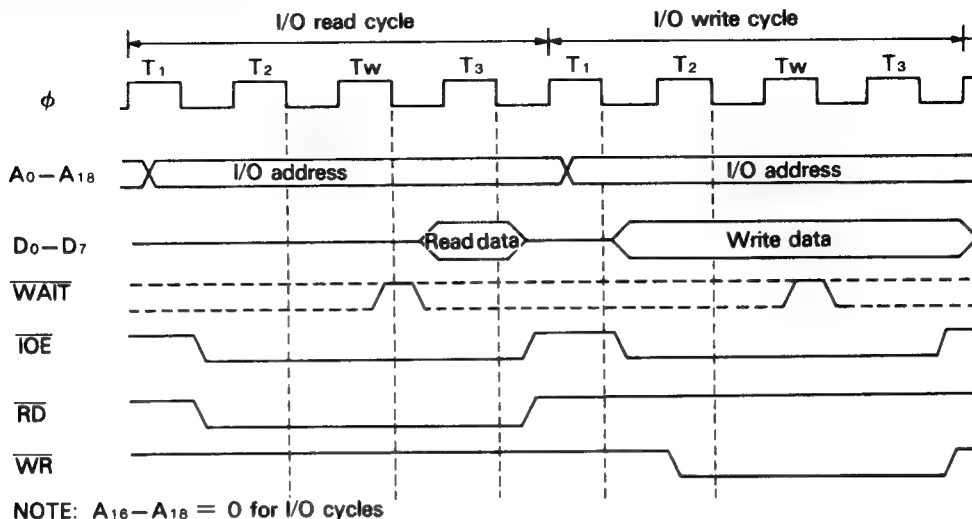 I/O read cycle I/O write cycle
T1 T2 Tw T3 T1 T2 Tw T3
φ
A0–A18 I/O address I/O address
D0–D7 Read data Write data
WAIT
IOE
RD
WR
NOTE: A16–A18 = 0 for I/O cycles